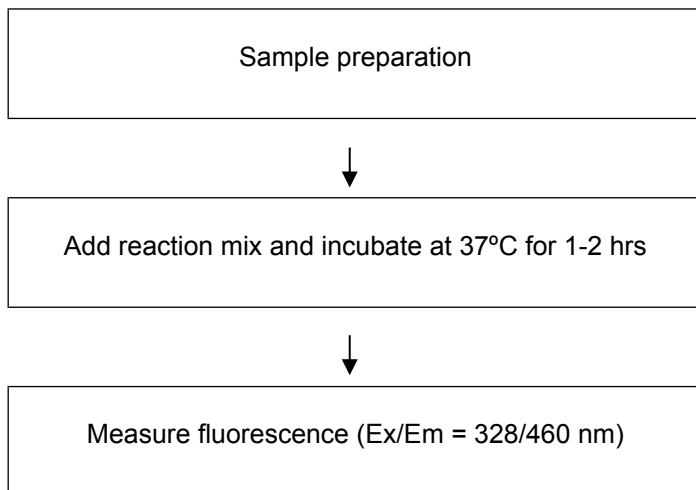 Sample preparation
Add reaction mix and incubate at 37ºC for 1-2 hrs
Measure fluorescence (Ex/Em = 328/460 nm)